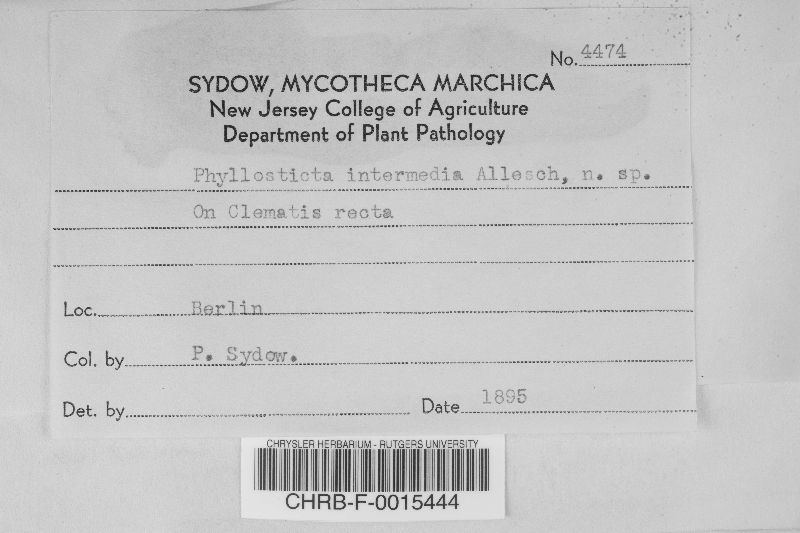 No. 4474
SYDOW, MYCOTHECA MARCHICA
New Jersey College of Agriculture
Department of Plant Pathology
Phyllosticta intermedia Allesch, n. sp.
On Clematis recta
Loc. Berlin
Col. by P. Sydow.
Det. by Date 1895
CHRYSLER HERBARIUM - RUTGERS UNIVERSITY
CHRB-F-0015444